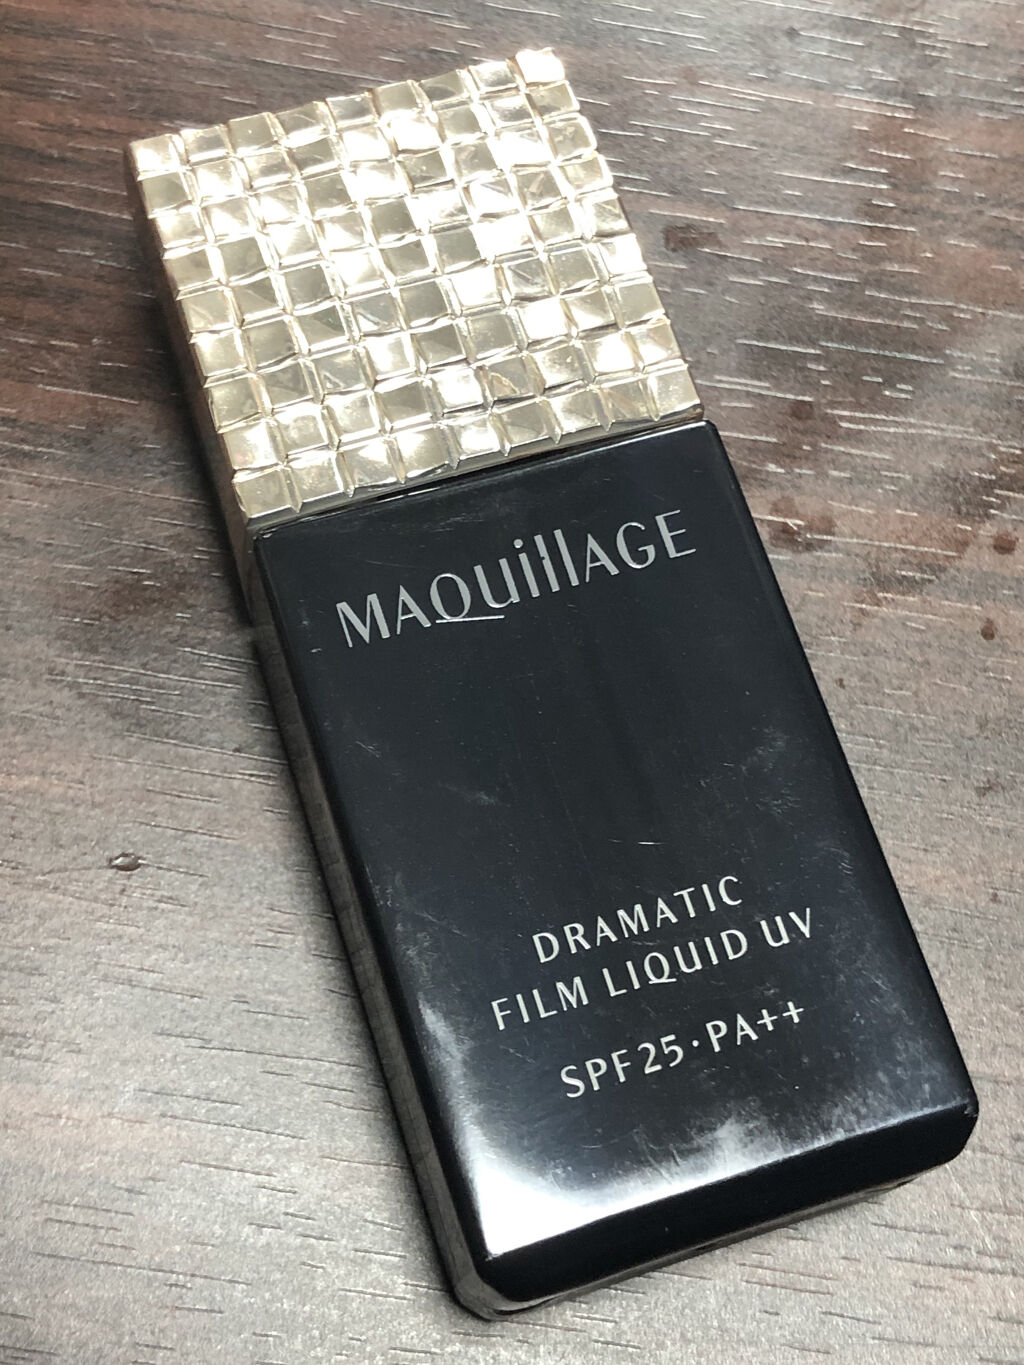 MAQuillAGE
DRAMATIC
FILM LIQUID UV
SPF25・PA++